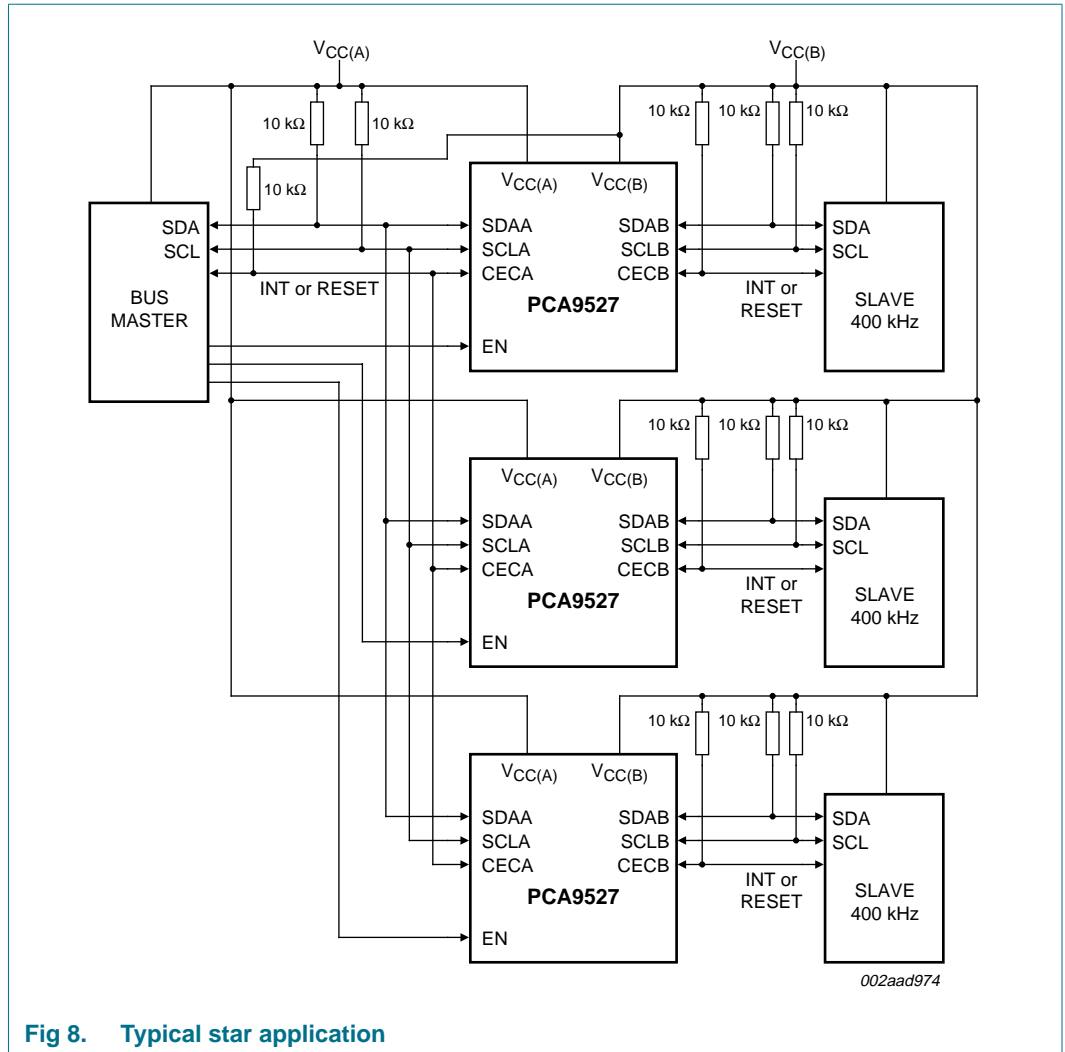 VCC(A)
VCC(B)
10 kΩ
10 kΩ
10 kΩ
10 kΩ
10 kΩ
10 kΩ
BUS
MASTER
SDA
SCL
INT or RESET
VCC(A)
VCC(B)
SDAA
SCLA
CECA
SDAB
SCLB
CECB
PCA9527
EN
INT or
RESET
SDA
SCL
SLAVE
400 kHz
10 kΩ
10 kΩ
10 kΩ
VCC(A)
VCC(B)
SDAA
SCLA
CECA
SDAB
SCLB
CECB
PCA9527
EN
INT or
RESET
SDA
SCL
SLAVE
400 kHz
10 kΩ
10 kΩ
10 kΩ
VCC(A)
VCC(B)
SDAA
SCLA
CECA
SDAB
SCLB
CECB
PCA9527
EN
INT or
RESET
SDA
SCL
SLAVE
400 kHz
002aad974
Fig 8. Typical star application